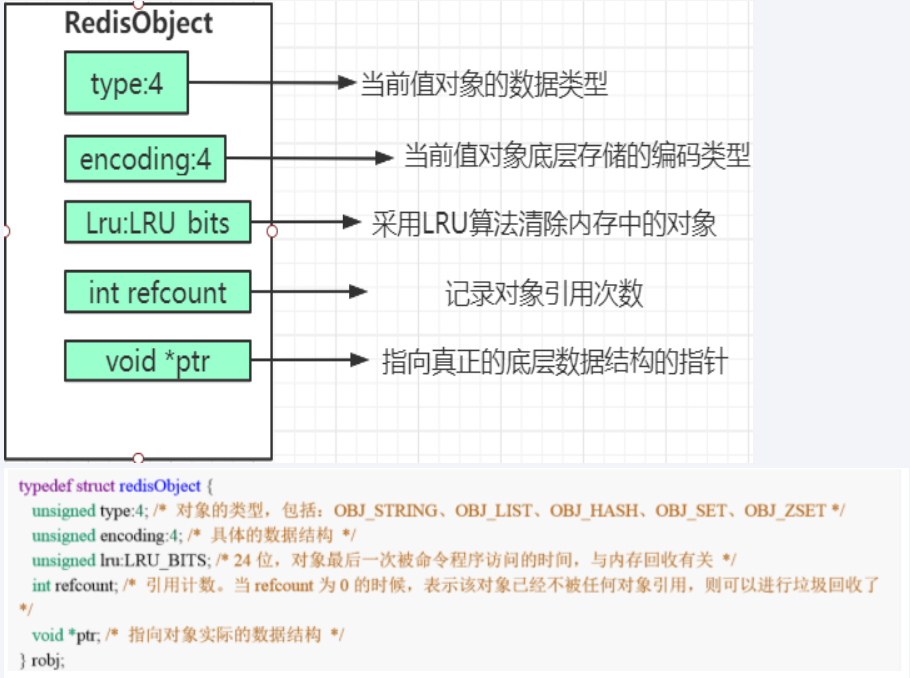 RedisObject
type:4
当前值对象的数据类型
encoding:4
当前值对象底层存储的编码类型
Lru:LRU_bits
采用LRU算法清除内存中的对象
int refcount
记录对象引用次数
void *ptr
指向真正的底层数据结构的指针
typedef struct redisObject {
unsigned type:4; /* 对象的类型，包括：OBJ_STRING、OBJ_LIST、OBJ_HASH、OBJ_SET、OBJ_ZSET */
unsigned encoding:4; /* 具体的数据结构 */
unsigned lru:LRU_BITS; /* 24 位，对象最后一次被命令程序访问的时间，与内存回收有关 */
int refcount; /* 引用计数。当 refcount 为 0 的时候，表示该对象已经不被任何对象引用，则可以进行垃圾回收了
*/
void *ptr; /* 指向对象实际的数据结构 */
} robj;